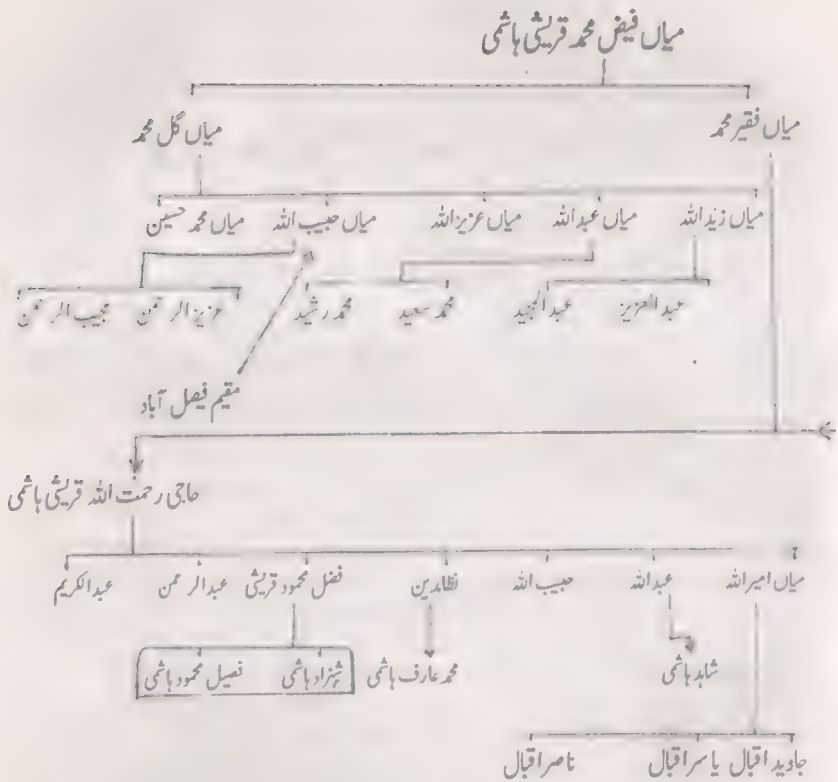 میاں فیض محمد قریشی ہاشمی
میاں فقیر محمد میاں گل محمد
میاں زید اللہ میاں عبداللہ میاں عزیز اللہ میاں حبیب اللہ میاں محمد حسین
عبدالعزیز عبدالمجید محمد سعید محمد رشید عزیز الرحمن مجیب الرحمن
مقیم فیصل آباد
حاجی رحمت اللہ قریشی ہاشمی
میاں امیر اللہ عبداللہ حبیب اللہ نظامدین فضل محمود قریشی عبدالرحمن عبدالکریم
شاہد ہاشمی محمد عارف ہاشمی شہزاد ہاشمی فصیل محمود ہاشمی
جاوید اقبال یاسر اقبال ناصر اقبال